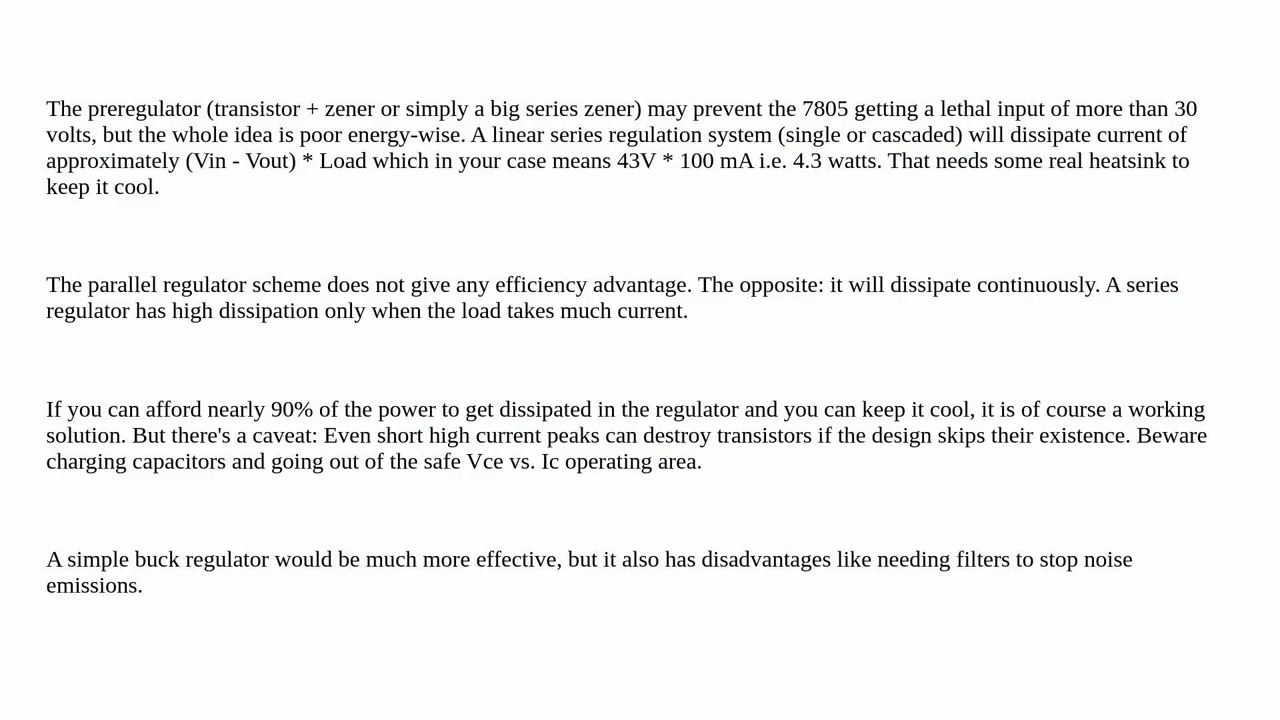 The preregulator (transistor + zener or simply a big series zener) may prevent the 7805 getting a lethal input of more than 30
volts, but the whole idea is poor energy-wise. A linear series regulation system (single or cascaded) will dissipate current of
approximately (Vin - Vout) * Load which in your case means 43V * 100 mA i.e. 4.3 watts. That needs some real heatsink to
keep it cool.
The parallel regulator scheme does not give any efficiency advantage. The opposite: it will dissipate continuously. A series
regulator has high dissipation only when the load takes much current.
If you can afford nearly 90% of the power to get dissipated in the regulator and you can keep it cool, it is of course a working
solution. But there's a caveat: Even short high current peaks can destroy transistors if the design skips their existence. Beware
charging capacitors and going out of the safe Vce vs. Ic operating area.
A simple buck regulator would be much more effective, but it also has disadvantages like needing filters to stop noise
emissions.